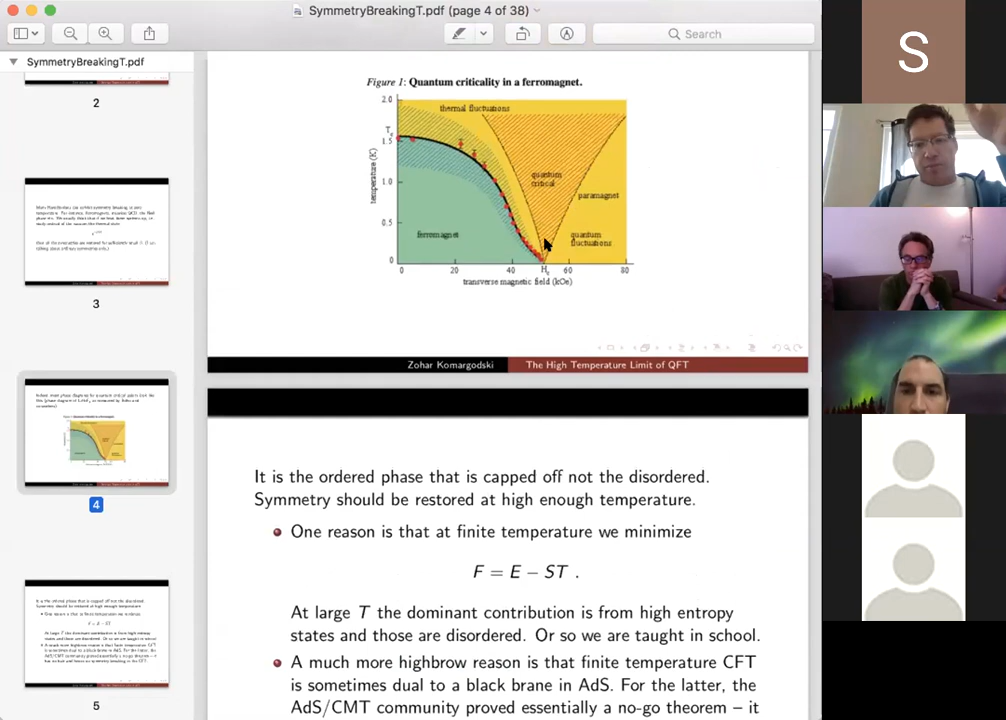 SymmetryBreakingT.pdf (page 4 of 38)
Search
SymmetryBreakingT.pdf
2
3
4
5
Figure 1: Quantum criticality in a ferromagnet.
2.0
thermal fluctuations
Tc
1.5
temperature (K)
quantum
critical
1.0
paramagnet
0.5
ferromagnet
quantum
fluctuations
0
0 20 40 Hc 60 80
transverse magnetic field (kOe)
Zohar Komargodski The High Temperature Limit of QFT
It is the ordered phase that is capped off not the disordered.
Symmetry should be restored at high enough temperature.
One reason is that at finite temperature we minimize
F = E − ST .
At large T the dominant contribution is from high entropy
states and those are disordered. Or so we are taught in school.
A much more highbrow reason is that finite temperature CFT
is sometimes dual to a black brane in AdS. For the latter, the
AdS/CMT community proved essentially a no-go theorem – it
S